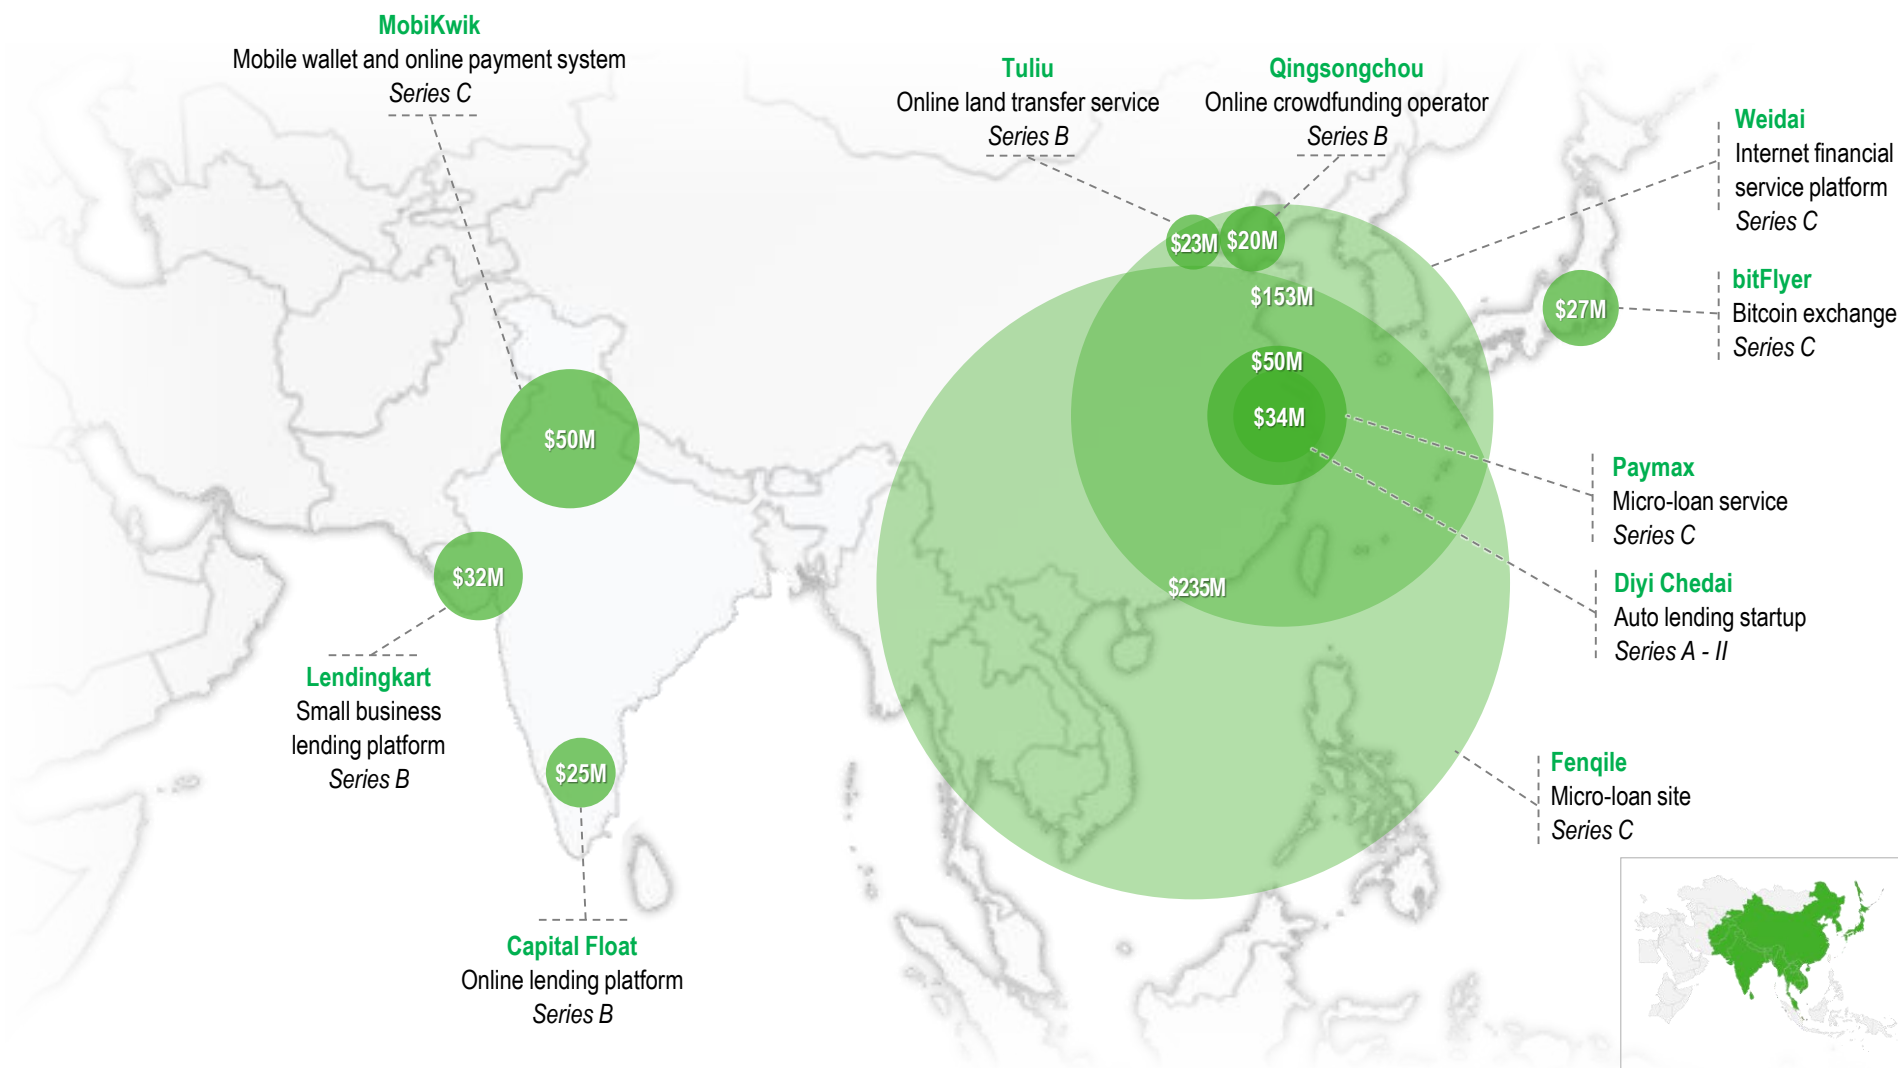 MobiKwik
Mobile wallet and online payment system
Series C
Tuliu
Online land transfer service
Series B
Qingsongchou
Online crowdfunding operator
Series B
Weidai
Internet financial
service platform
Series C
bitFlyer
Bitcoin exchange
Series C
$23M
$20M
$153M
$27M
$50M
$34M
$50M
$32M
$235M
$25M
Paymax
Micro-loan service
Series C
Diyi Chedai
Auto lending startup
Series A - II
Lendingkart
Small business
lending platform
Series B
Fenqile
Micro-loan site
Series C
Capital Float
Online lending platform
Series B